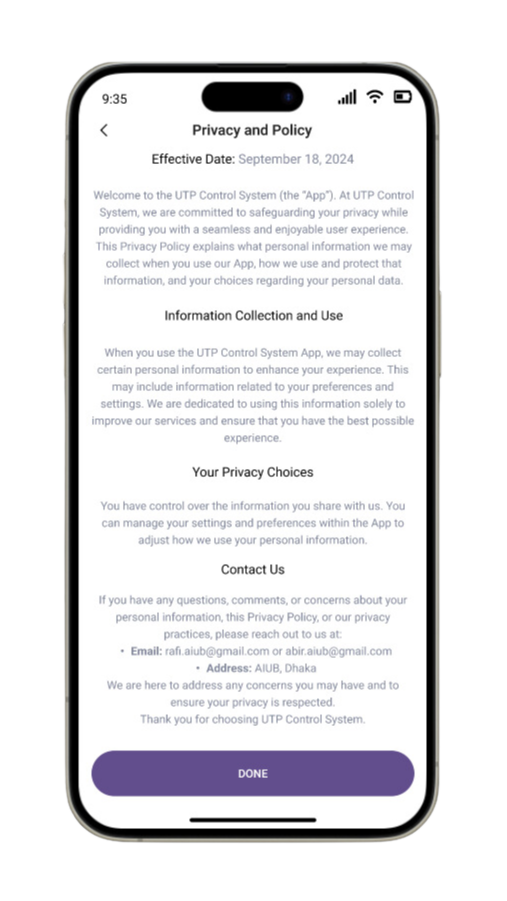 9:35
Privacy and Policy
Effective Date: September 18, 2024
Welcome to the UTP Control System (the "App"). At UTP Control
System, we are committed to safeguarding your privacy while
providing you with a seamless and enjoyable user experience.
This Privacy Policy explains what personal information we may
collect when you use our App, how we use and protect that
information, and your choices regarding your personal data.
Information Collection and Use
When you use the UTP Control System App, we may collect
certain personal information to enhance your experience. This
may include information related to your preferences and
settings. We are dedicated to using this information solely to
improve our services and ensure that you have the best possible
experience.
Your Privacy Choices
You have control over the information you share with us. You
can manage your settings and preferences within the App to
adjust how we use your personal information.
Contact Us
If you have any questions, comments, or concerns about your
personal information, this Privacy Policy, or our privacy
practices, please reach out to us at:
• Email: rafi.aiub@gmail.com or abir.aiub@gmail.com
• Address: AIUB, Dhaka
We are here to address any concerns you may have and to
ensure your privacy is respected.
Thank you for choosing UTP Control System.
DONE